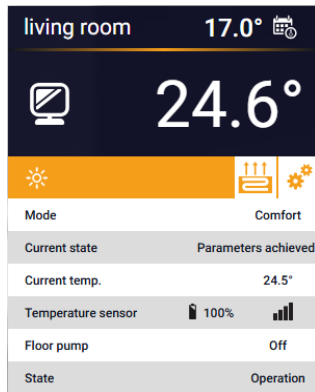 living room 17.0°
24.6°
Mode Comfort
Current state Parameters achieved
Current temp. 24.5°
Temperature sensor 100%
Floor pump Off
State Operation